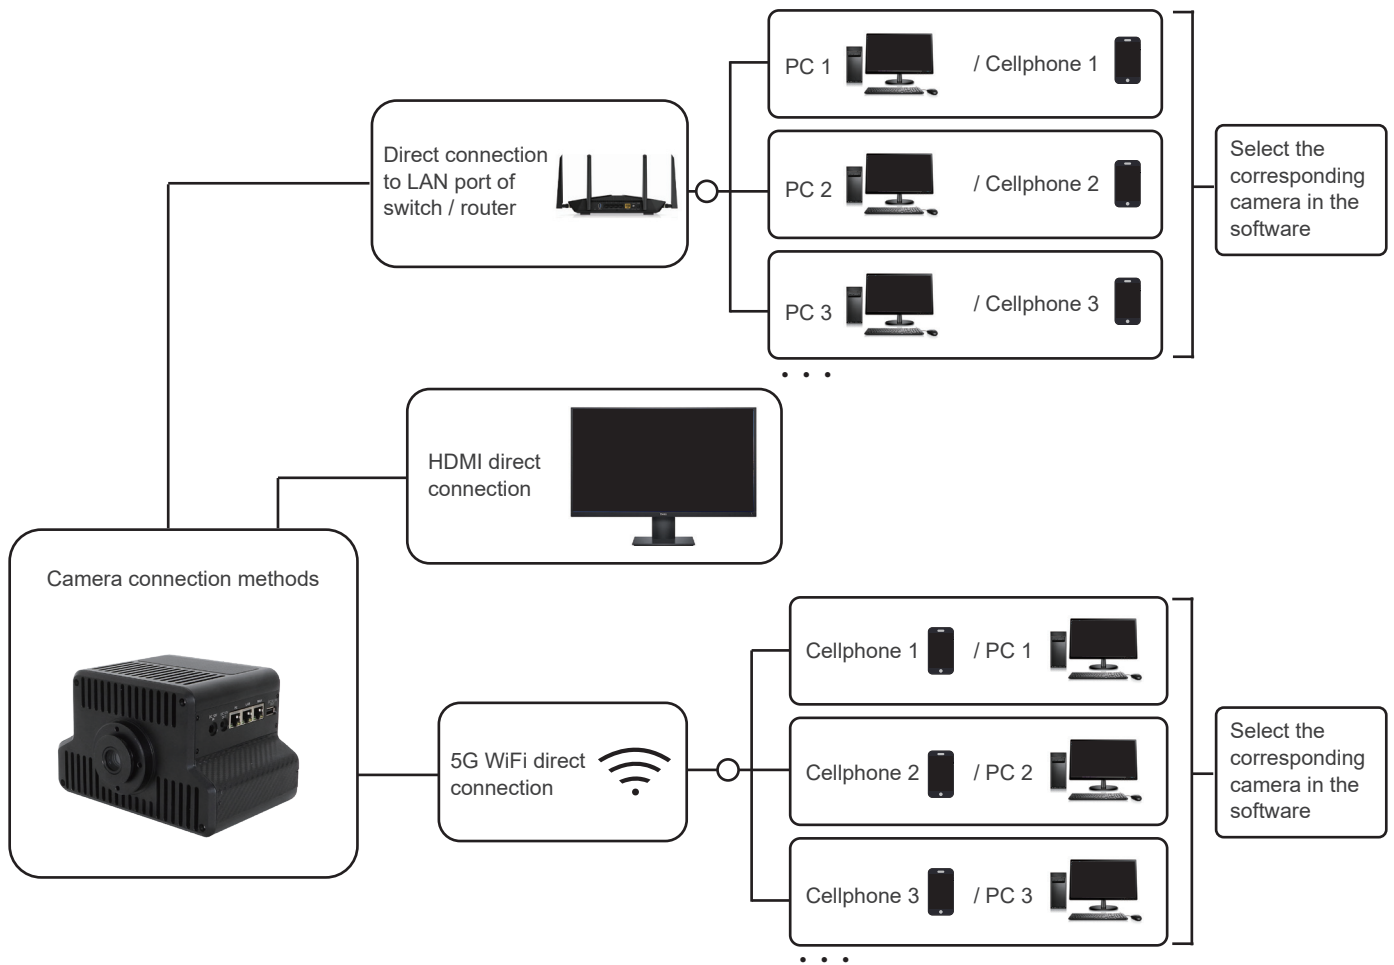 PC 1 / Cellphone 1
Direct connection
to LAN port of
switch / router
PC 2 / Cellphone 2
PC 3 / Cellphone 3
. . .
Select the
corresponding
camera in the
software
HDMI direct
connection
Camera connection methods
5G WiFi direct
connection
Cellphone 1 / PC 1
Cellphone 2 / PC 2
Cellphone 3 / PC 3
. . .
Select the
corresponding
camera in the
software